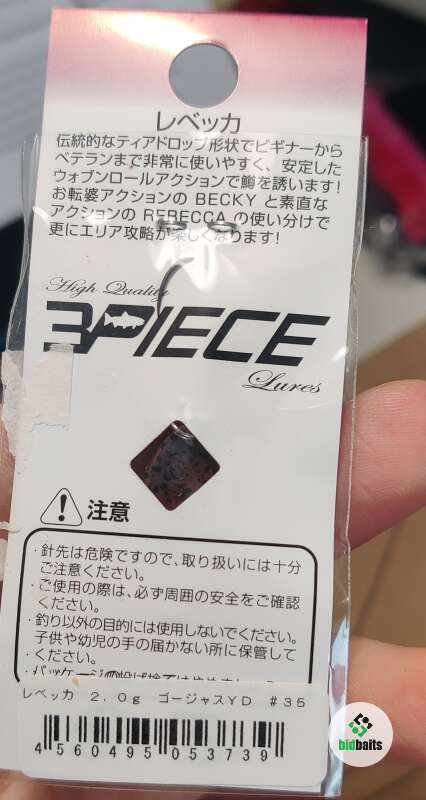 レベッカ
伝統的なティアドロップ形状でビギナーから
ベテランまで非常に使いやすく、安定した
ウォブンロールアクションで鱒を誘います!
お転婆アクションの BECKY と素直な
アクションの REBECCA の使い分けで
更にエリア攻略が楽しくなります!
High Quality
3PIECE
Lures
注意
・針先は危険ですので、取り扱いには十分
ご注意ください。
・ご使用の際は、必ず周囲の安全をご確認
ください。
・釣り以外の目的には使用しないでください。
子供や幼児の手の届かない所に保管して
ください。
レベッカ 2.0g ゴージャスYD #35
4560495053739
bidbaits